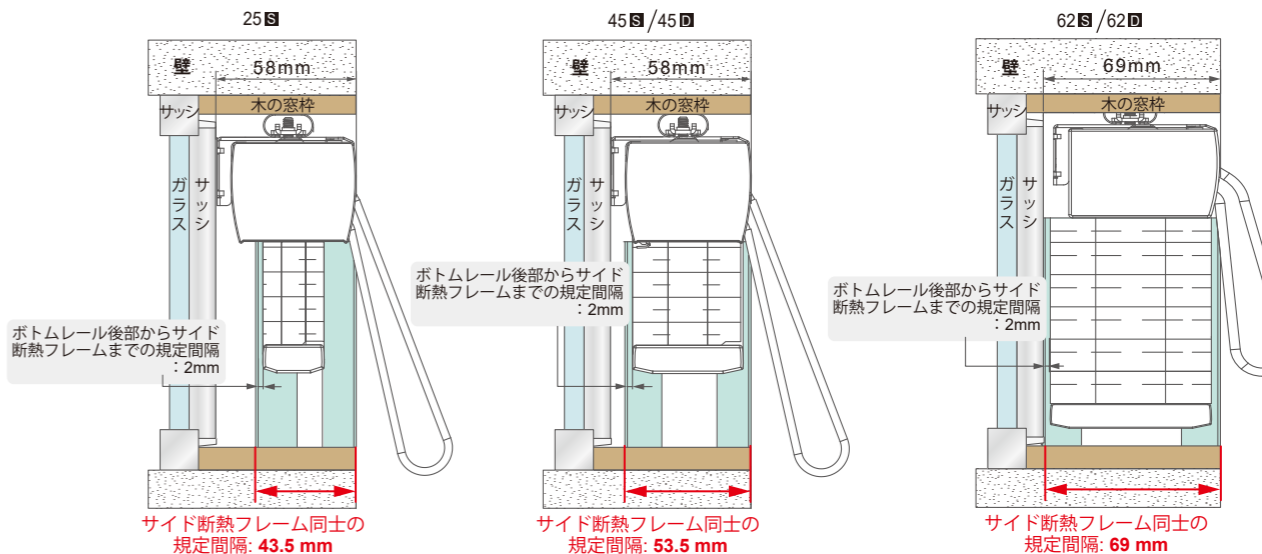 25 S
壁
58mm
サッシ
木の窓枠
ガラス
サッシ
ボトムレール後部からサイド
断熱フレームまでの規定間隔
：2mm
サイド断熱フレーム同士の
規定間隔: 43.5 mm
45 S/45 D
壁
58mm
サッシ
木の窓枠
ガラス
サッシ
ボトムレール後部からサイド
断熱フレームまでの規定間隔
：2mm
サイド断熱フレーム同士の
規定間隔: 53.5 mm
62 S/62 D
壁
69mm
サッシ
木の窓枠
ガラス
サッシ
ボトムレール後部からサイド
断熱フレームまでの規定間隔
：2mm
サイド断熱フレーム同士の
規定間隔: 69 mm